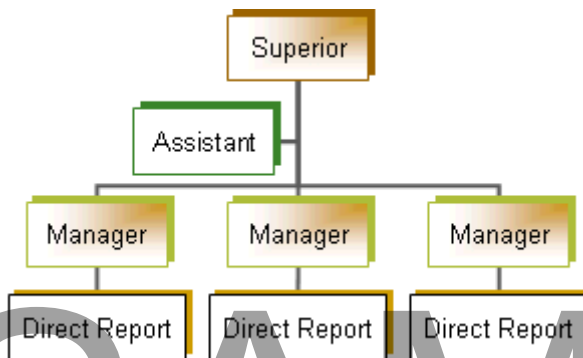 Superior
Assistant
Manager Manager Manager
Direct Report Direct Report Direct Report